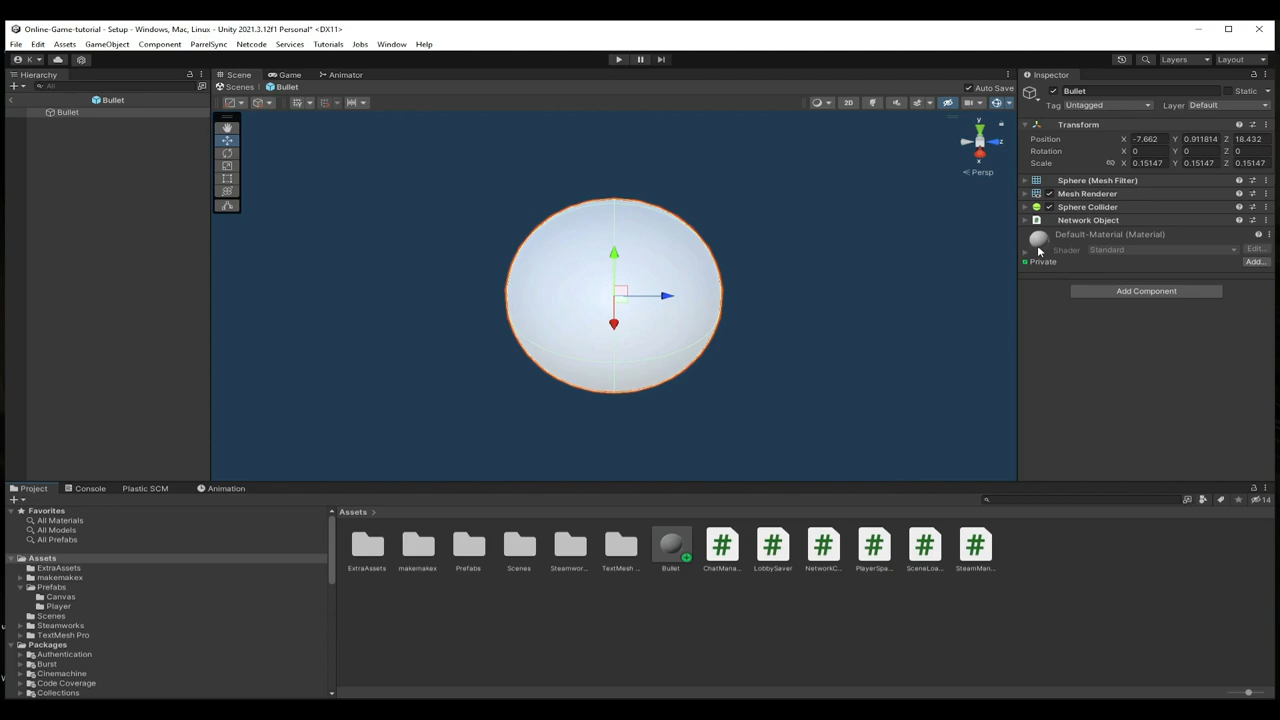 Online-Game-tutorial - Setup - Windows, Mac, Linux - Unity 2021.3.12f1 Personal* <DX11>
File Edit Assets GameObject Component ParrelSync Netcode Services Tutorials Jobs Window Help
K Layers Layout
Hierarchy
All
Bullet
Bullet
Scene Game Animator
Scenes Bullet Auto Save
2D
y
z
x
Persp
Inspector
Bullet Static
Tag Untagged Layer Default
Transform
Position X -7.662 Y 0.911814 Z 18.432
Rotation X 0 Y 0 Z 0
Scale X 0.15147 Y 0.15147 Z 0.15147
Sphere (Mesh Filter)
Mesh Renderer
Sphere Collider
Network Object
Default-Material (Material)
Shader Standard Edit...
Private Add...
Add Component
Project Console Plastic SCM Animation
14
Favorites
All Materials
All Models
All Prefabs
Assets
ExtraAssets
makemakex
Prefabs
Canvas
Player
Scenes
Steamworks
TextMesh Pro
Packages
Authentication
Burst
Cinemachine
Code Coverage
Collections
Assets
ExtraAssets makemakex Prefabs Scenes Steamwor... TextMesh ... Bullet ChatMana... LobbySaver NetworkC... PlayerSpa... SceneLoa... SteamMan...